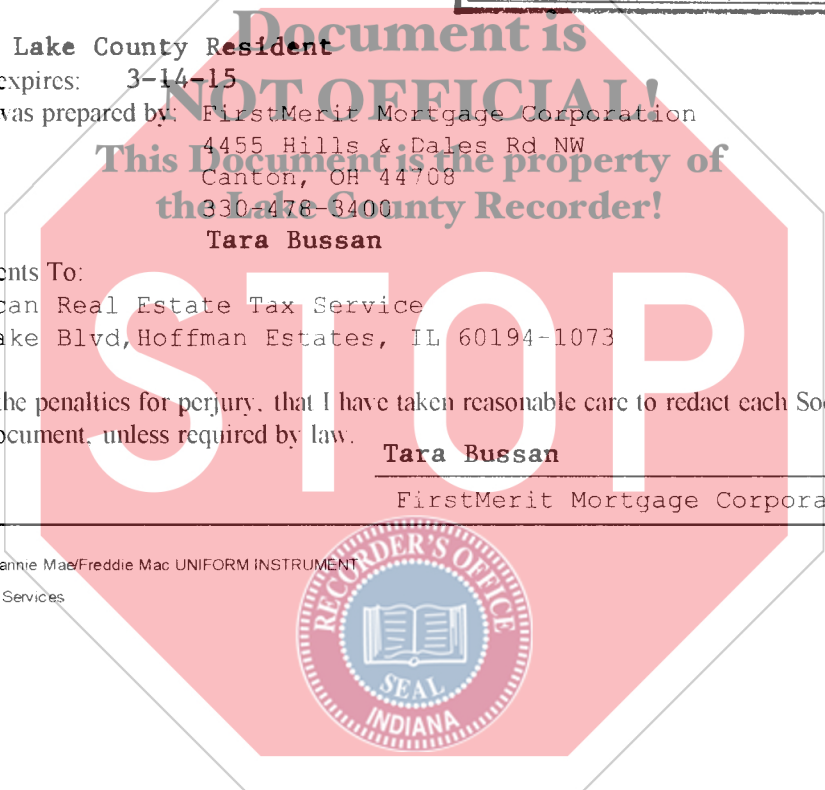 Document is
Lake County Resident
expires: 3-14-15
NOT OFFICIAL!
was prepared by: FirstMerit Mortgage Corporation
4455 Hills & Dales Rd NW
This Document is the property of
Canton, OH 44708
the Lake County Recorder!
330-478-3400
Tara Bussan
ents To:
can Real Estate Tax Service
ake Blvd,Hoffman Estates, IL 60194-1073
STOP
the penalties for perjury, that I have taken reasonable care to redact each Soc
ocument, unless required by law.
Tara Bussan
FirstMerit Mortgage Corpora
annie Mae/Freddie Mac UNIFORM INSTRUMENT
Services
RECORDER'S OFFICE
SEAL
INDIANA